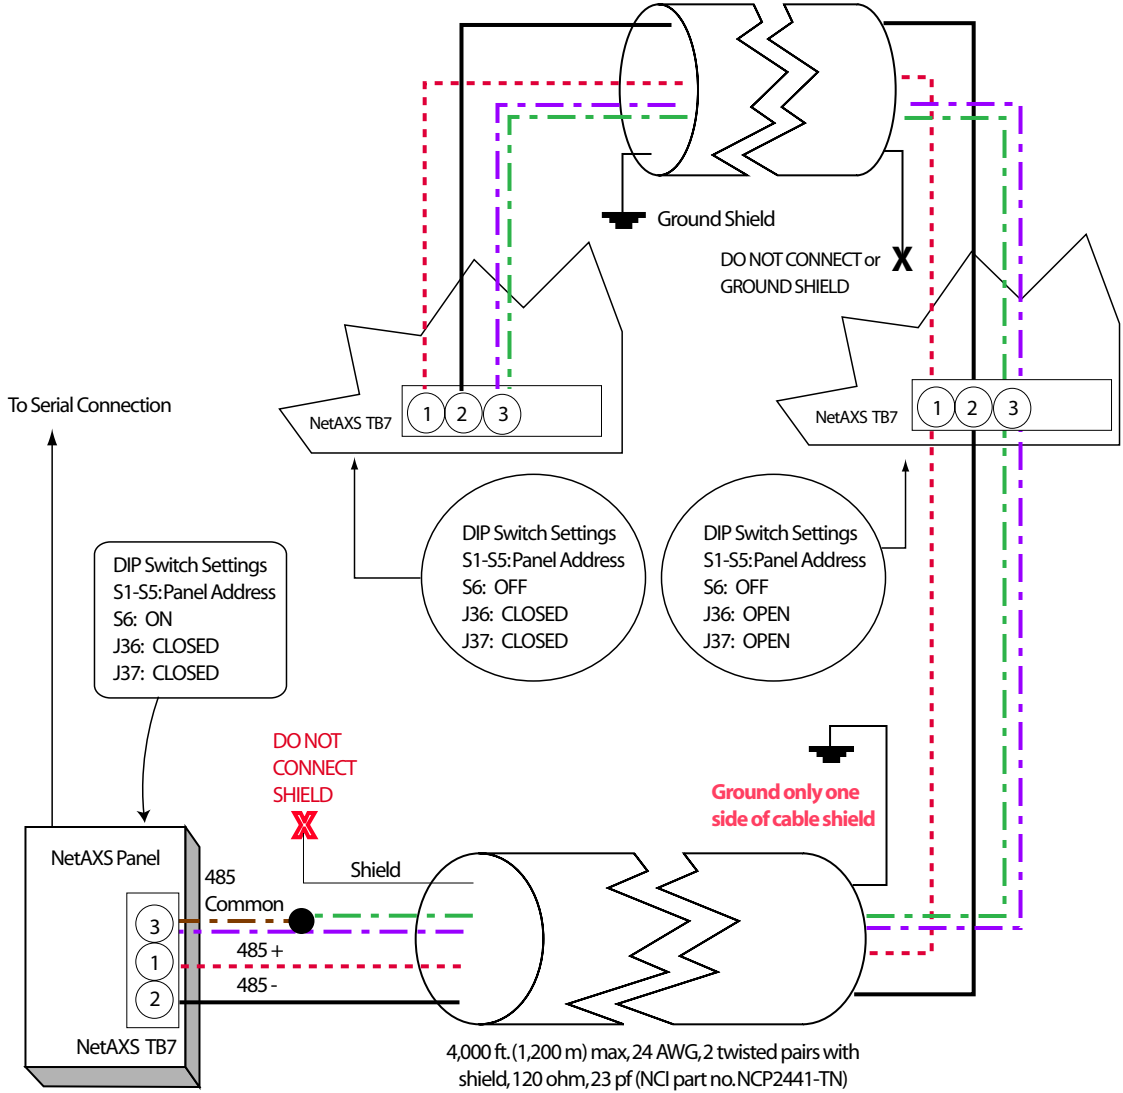 Ground Shield
DO NOT CONNECT or
GROUND SHIELD
X
To Serial Connection
NetAXS TB7
1
2
3
NetAXS TB7
1
2
3
DIP Switch Settings
S1-S5:Panel Address
S6: OFF
J36: CLOSED
J37: CLOSED
DIP Switch Settings
S1-S5:Panel Address
S6: OFF
J36: OPEN
J37: OPEN
DIP Switch Settings
S1-S5:Panel Address
S6: ON
J36: CLOSED
J37: CLOSED
DO NOT
CONNECT
SHIELD
X
Ground only one
side of cable shield
NetAXS Panel
Shield
485
Common
485 +
485 -
3
1
2
NetAXS TB7
4,000 ft. (1,200 m) max, 24 AWG, 2 twisted pairs with
shield, 120 ohm, 23 pf (NCI part no. NCP2441-TN)